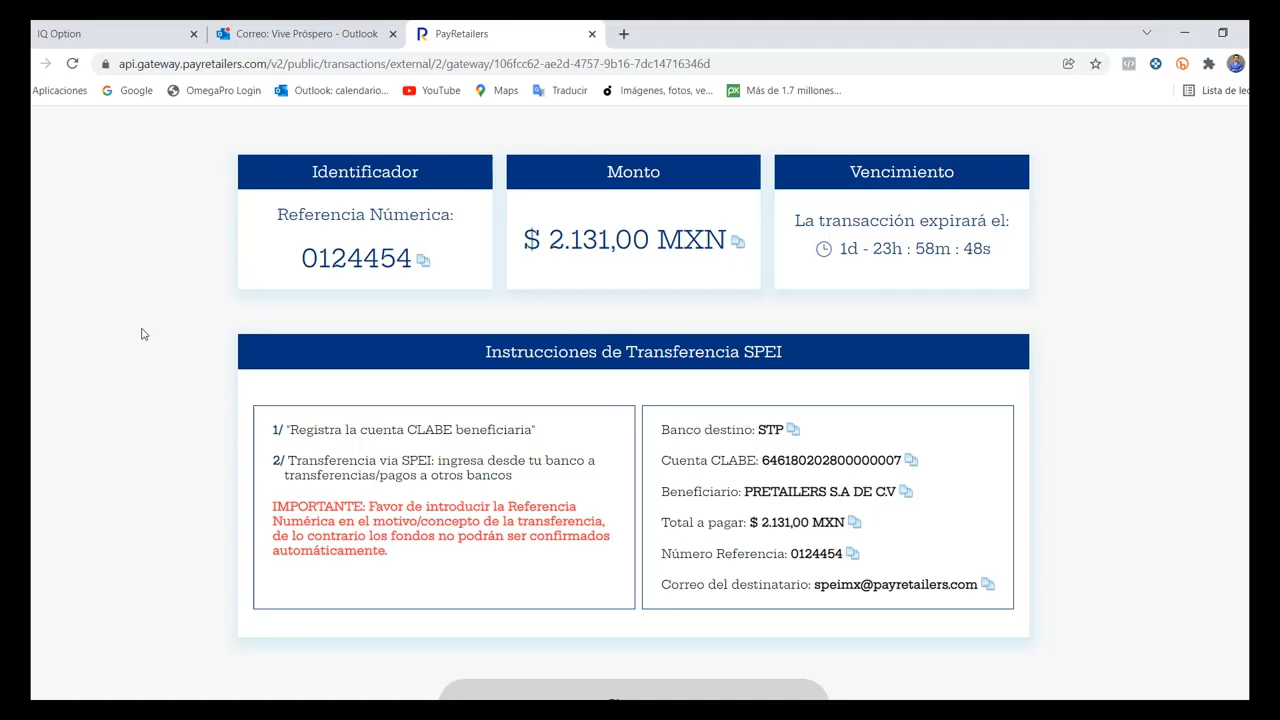 IQ Option
Correo: Vive Próspero - Outlook
PayRetailers
api.gateway.payretailers.com/v2/public/transactions/external/2/gateway/106fcc62-ae2d-4757-9b16-7dc14716346d
Aplicaciones
Google
OmegaPro Login
Outlook: calendario...
YouTube
Maps
Traducir
Imágenes, fotos, ve...
Más de 1.7 millones...
Lista de lec
Identificador
Referencia Númerica:
0124454
Monto
$ 2.131,00 MXN
Vencimiento
La transacción expirará el:
1d - 23h : 58m : 48s
Instrucciones de Transferencia SPEI
1/ "Registra la cuenta CLABE beneficiaria"
2/ Transferencia via SPEI: ingresa desde tu banco a
transferencias/pagos a otros bancos
IMPORTANTE: Favor de introducir la Referencia
Numérica en el motivo/concepto de la transferencia,
de lo contrario los fondos no podrán ser confirmados
automáticamente.
Banco destino: STP
Cuenta CLABE: 646180202800000007
Beneficiario: PRETAILERS S.A DE C.V
Total a pagar: $ 2.131,00 MXN
Número Referencia: 0124454
Correo del destinatario: speimx@payretailers.com